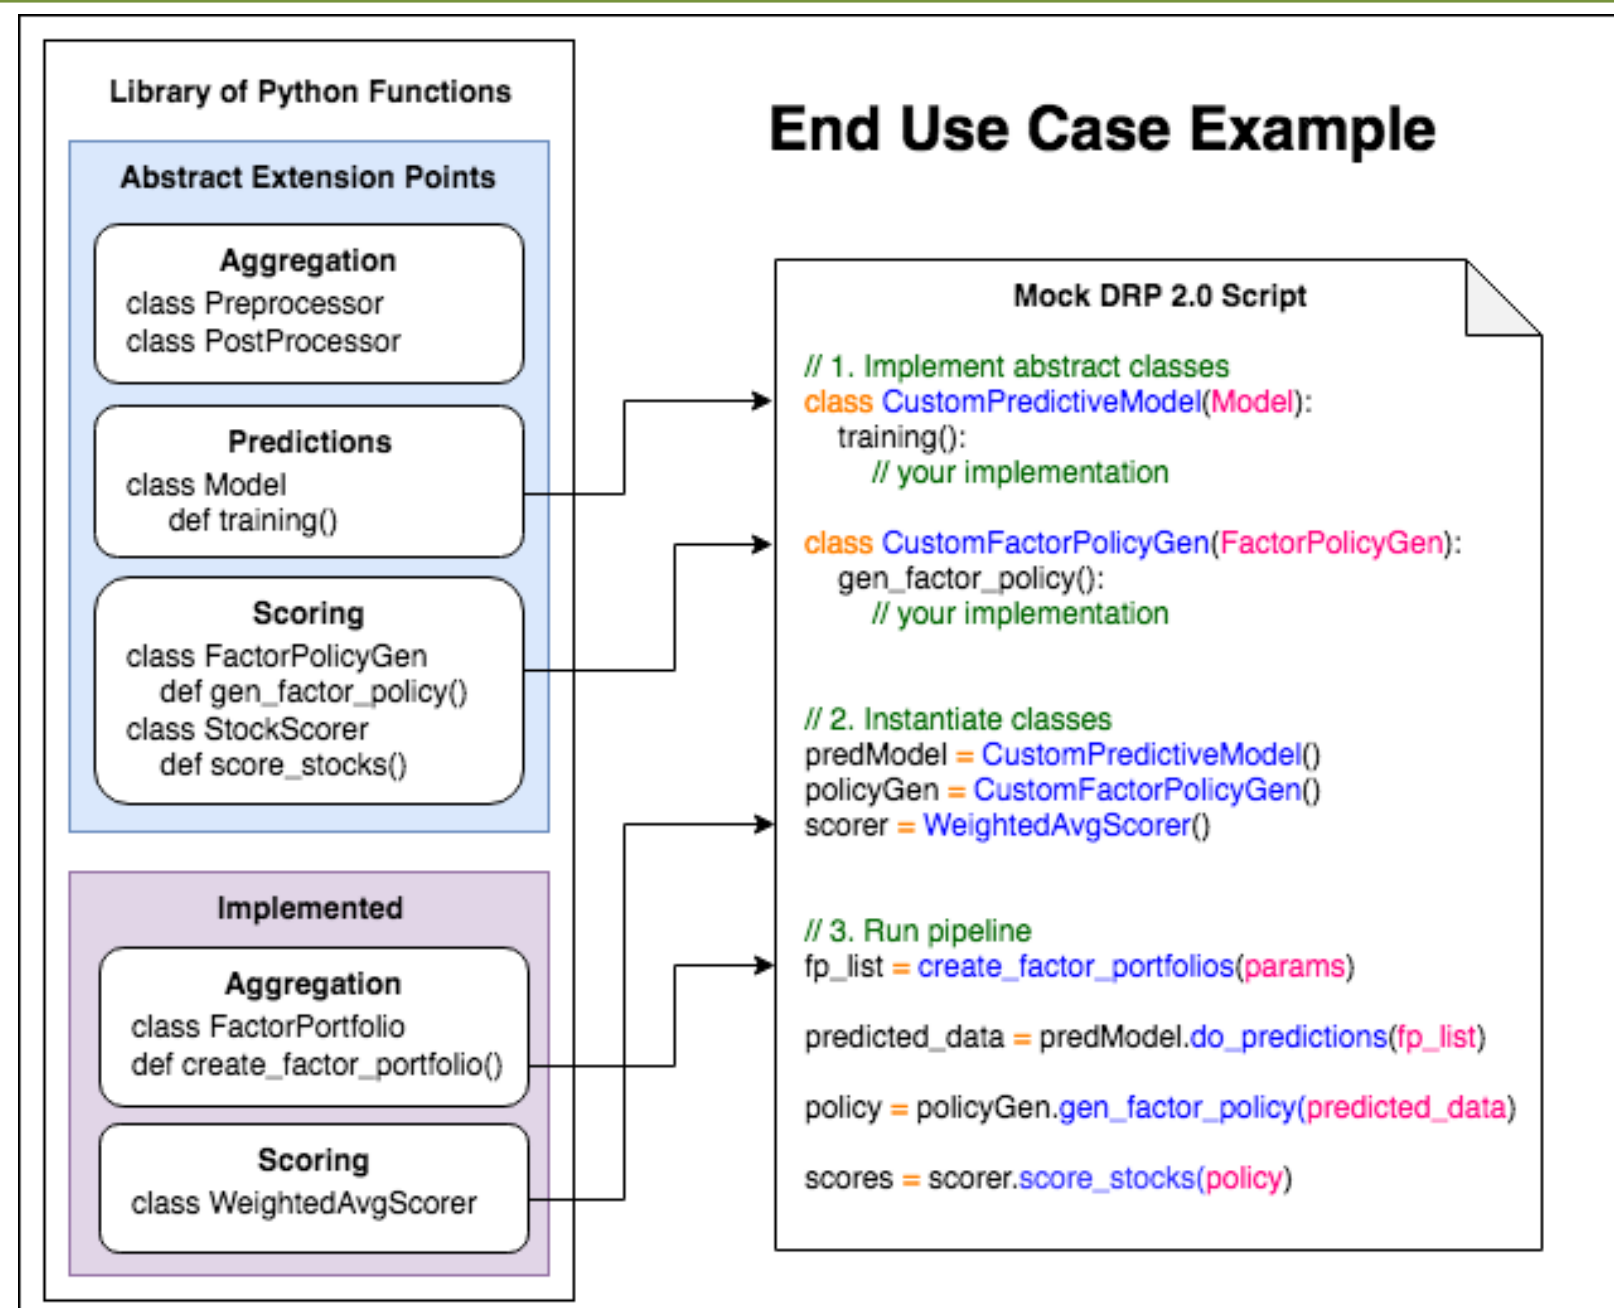 Library of Python Functions
Abstract Extension Points
Aggregation
class Preprocessor
class PostProcessor
Predictions
class Model
def training()
Scoring
class FactorPolicyGen
def gen_factor_policy()
class StockScorer
def score_stocks()
Implemented
Aggregation
class FactorPortfolio
def create_factor_portfolio()
Scoring
class WeightedAvgScorer
End Use Case Example
Mock DRP 2.0 Script
// 1. Implement abstract classes
class CustomPredictiveModel(Model):
training():
// your implementation
class CustomFactorPolicyGen(FactorPolicyGen):
gen_factor_policy():
// your implementation
// 2. Instantiate classes
predModel = CustomPredictiveModel()
policyGen = CustomFactorPolicyGen()
scorer = WeightedAvgScorer()
// 3. Run pipeline
fp_list = create_factor_portfolios(params)
predicted_data = predModel.do_predictions(fp_list)
policy = policyGen.gen_factor_policy(predicted_data)
scores = scorer.score_stocks(policy)